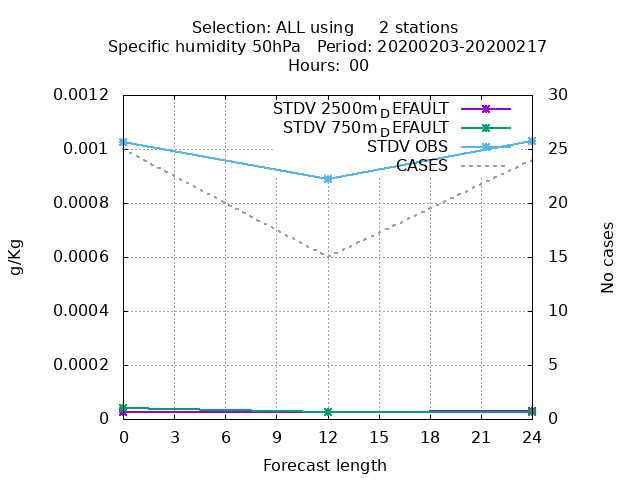 Selection: ALL using     2 stations
Specific humidity 50hPa   Period: 20200203-20200217
Hours: 00
STDV 2500m_DEFAULT
STDV 750m_DEFAULT
STDV OBS
CASES
0.0012
0.001
0.0008
0.0006
0.0004
0.0002
0
g/Kg
30
25
20
15
10
5
0
No cases
0 3 6 9 12 15 18 21 24
Forecast length